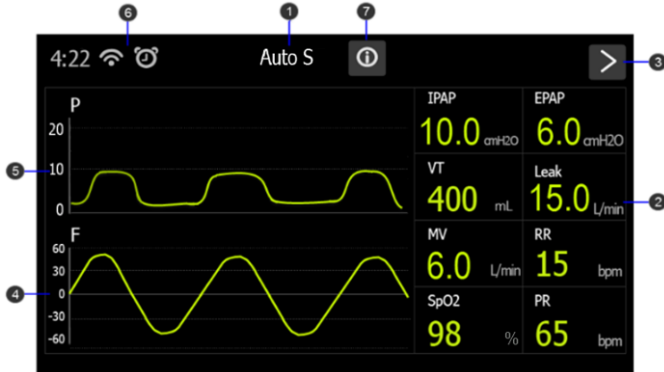 6
1
7
4:22
Auto S
3
P
20
10
0
5
F
60
30
0
-30
-60
4
IPAP
10.0 cmH2O
EPAP
6.0 cmH2O
VT
400 mL
Leak
15.0 L/min
2
MV
6.0 L/min
RR
15 bpm
SpO2
98 %
PR
65 bpm